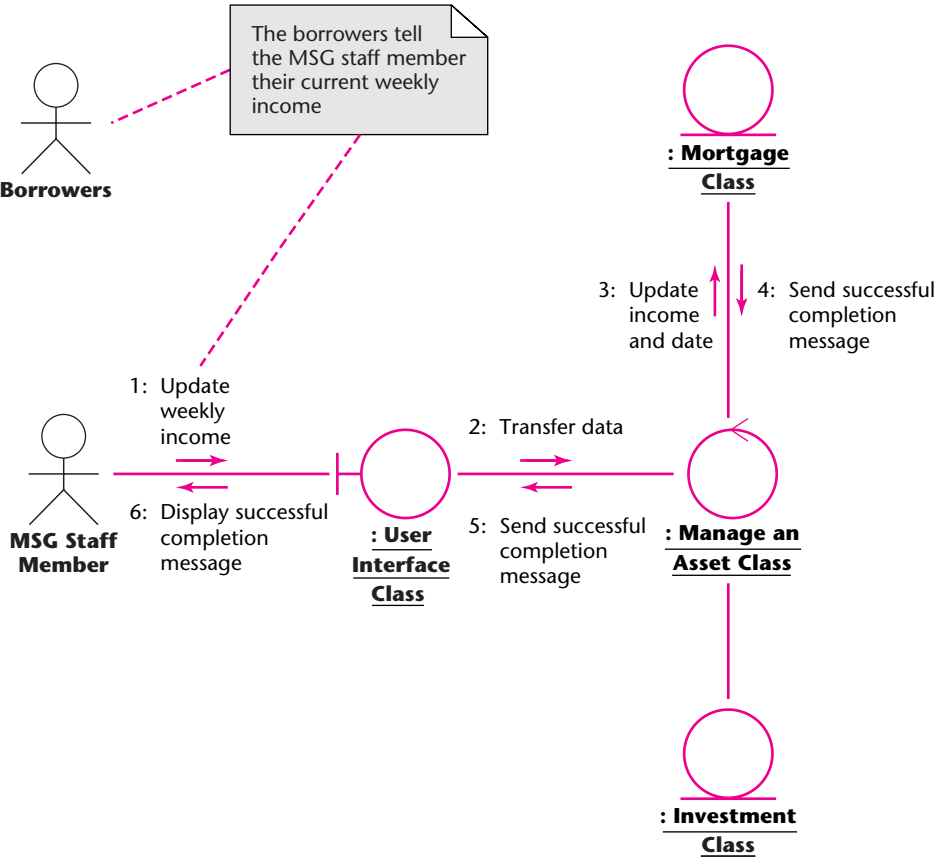 The borrowers tell
the MSG staff member
their current weekly
income
Borrowers
: Mortgage
Class
3: Update
income
and date
4: Send successful
completion
message
1: Update
weekly
income
2: Transfer data
6: Display successful
completion
message
5: Send successful
completion
message
MSG Staff
Member
: User
Interface
Class
: Manage an
Asset Class
: Investment
Class